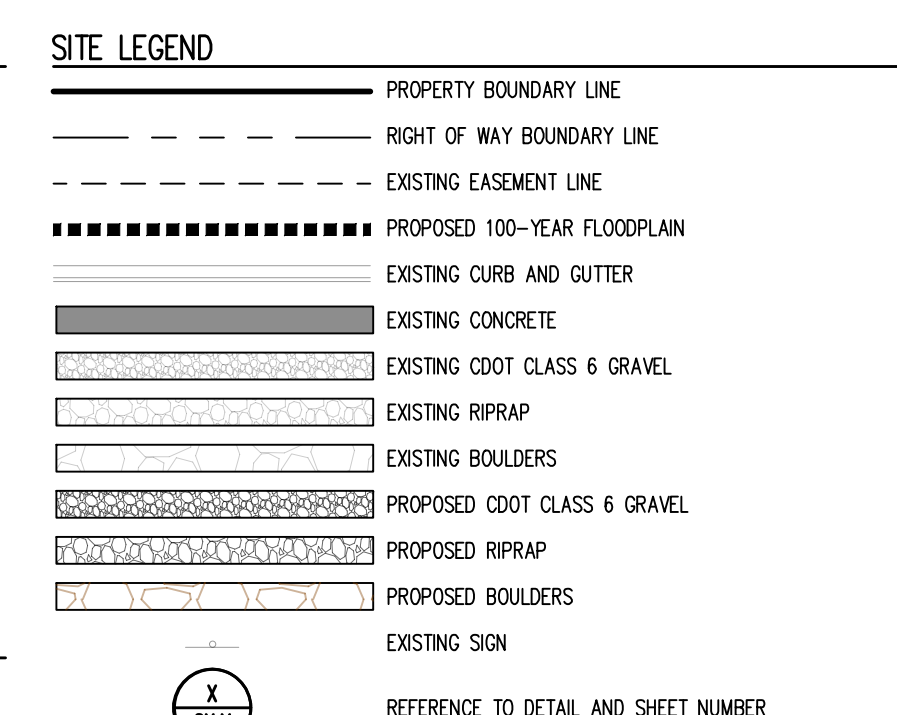 SITE LEGEND
PROPERTY BOUNDARY LINE
RIGHT OF WAY BOUNDARY LINE
EXISTING EASEMENT LINE
PROPOSED 100-YEAR FLOODPLAIN
EXISTING CURB AND GUTTER
EXISTING CONCRETE
EXISTING CDOT CLASS 6 GRAVEL
EXISTING RIPRAP
EXISTING BOULDERS
PROPOSED CDOT CLASS 6 GRAVEL
PROPOSED RIPRAP
PROPOSED BOULDERS
EXISTING SIGN
X
REFERENCE TO DETAIL AND SHEET NUMBER